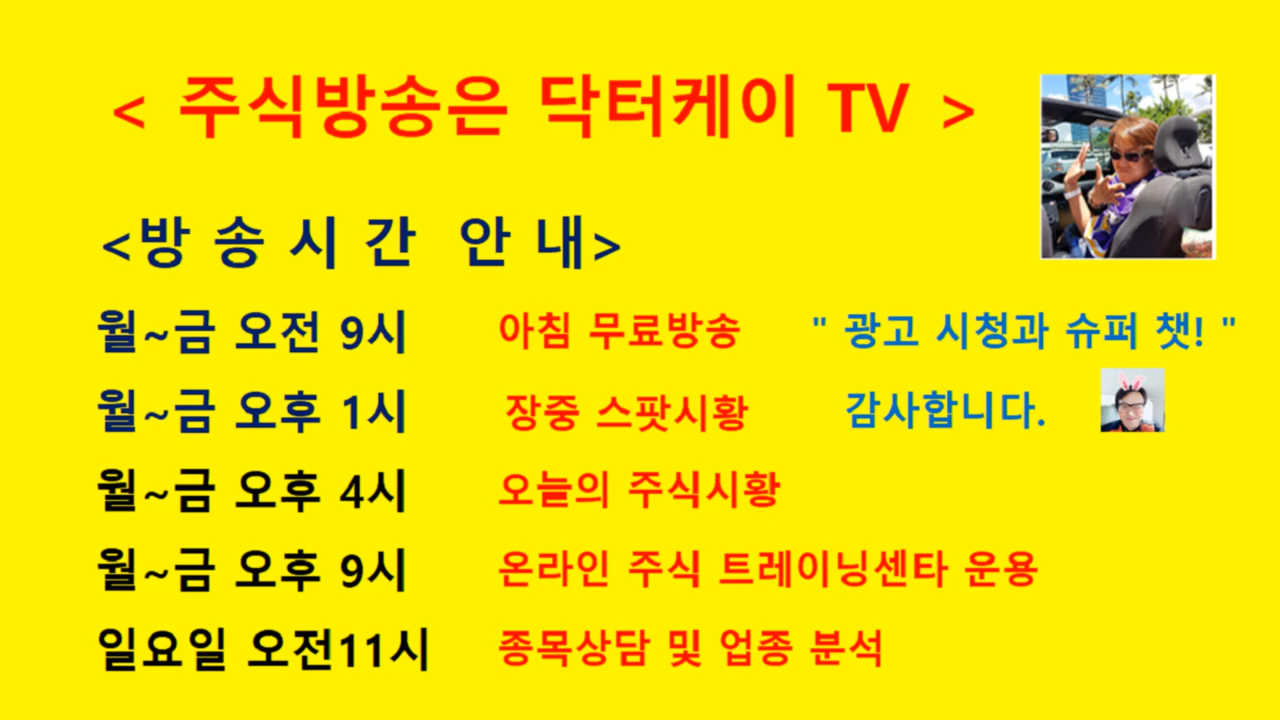 < 주식방송은 닥터케이 TV >
<방 송 시 간 안 내>
월~금 오전 9시 아침 무료방송 " 광고 시청과 슈퍼 챗! "
월~금 오후 1시 장중 스팟시황 감사합니다.
월~금 오후 4시 오늘의 주식시황
월~금 오후 9시 온라인 주식 트레이닝센타 운용
일요일 오전11시 종목상담 및 업종 분석